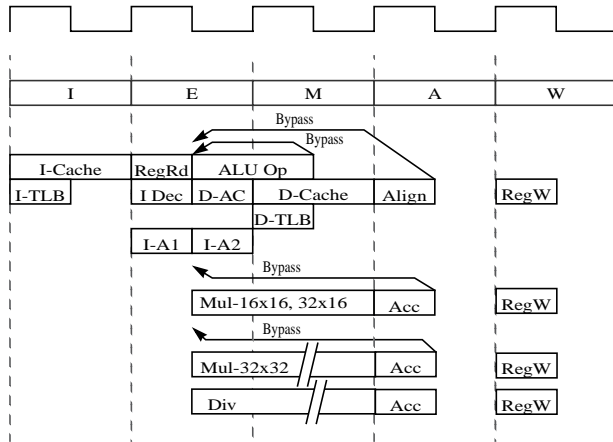 I E M A W
Bypass
Bypass
I-Cache RegRd ALU Op
I-TLB I Dec D-AC D-Cache Align RegW
D-TLB
I-A1 I-A2
Bypass
Mul-16x16, 32x16 Acc RegW
Bypass
Mul-32x32 Acc RegW
Div Acc RegW